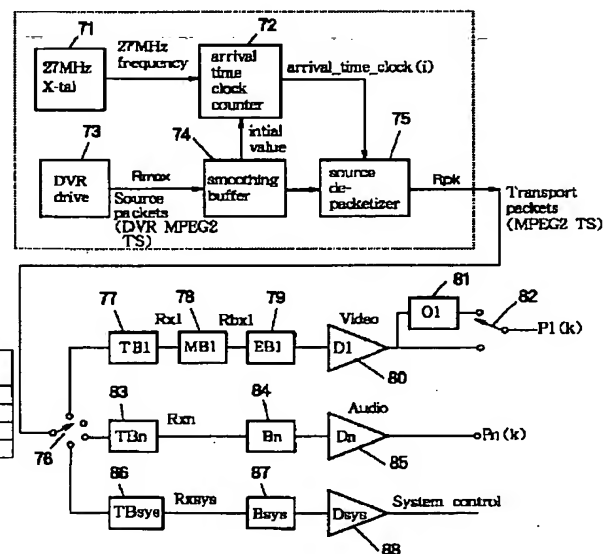 71
27MHz
X-tal
27MHz
frequency
72
arrival
time
clock
counter
arrival_time_clock(i)
73
DVR
drive
Rmax
Source
packets
(DVR MPEG2
TS)
74
intial
value
smoothing
buffer
75
source
de-
packetizer
Rpk
Transport
packets
(MPEG2 TS)
76
77
TB1
Rx1
78
MB1
Rbx1
79
EB1
Video
D1
80
81
O1
82
P1(k)
83
TBn
Rxn
84
Bn
Audio
Dn
85
Pn(k)
86
TBsys
Rxsys
87
Bsys
Dsys
88
System control